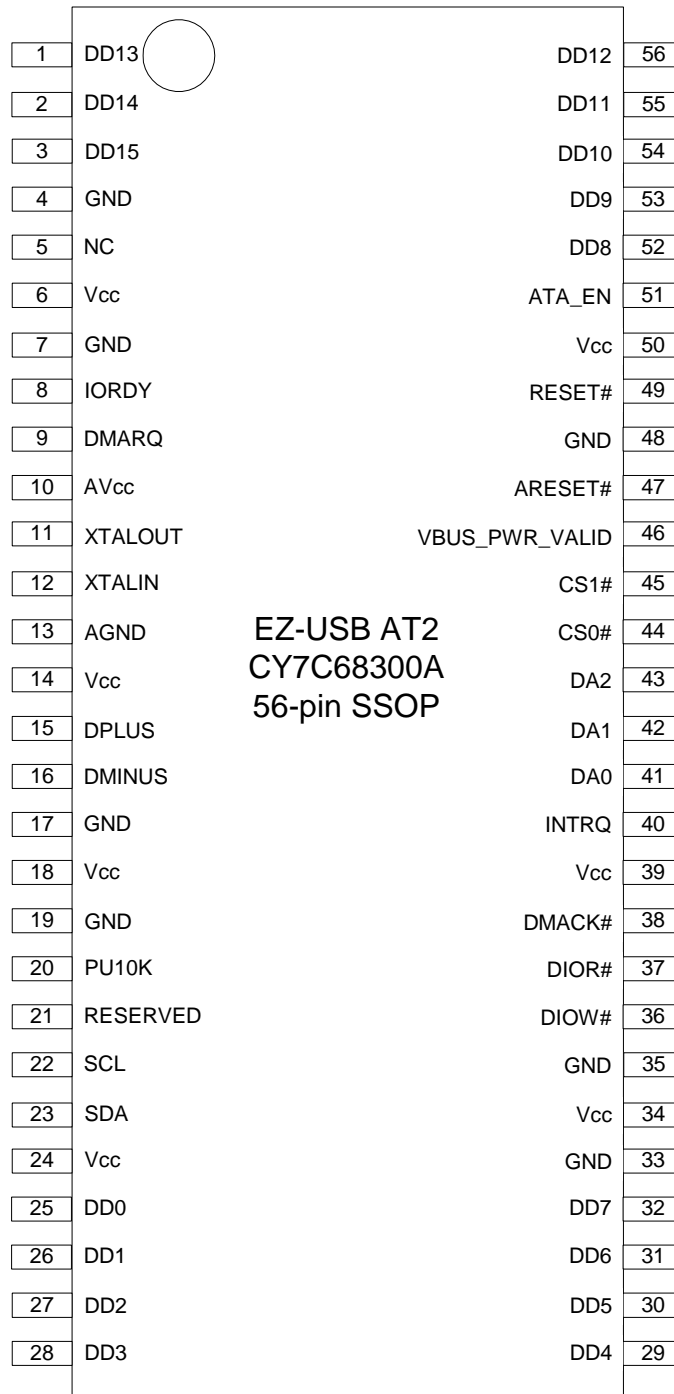 1 DD13 DD12 56
2 DD14 DD11 55
3 DD15 DD10 54
4 GND DD9 53
5 NC DD8 52
6 Vcc ATA_EN 51
7 GND Vcc 50
8 IORDY RESET# 49
9 DMARQ GND 48
10 AVcc ARESET# 47
11 XTALOUT VBUS_PWR_VALID 46
12 XTALIN CS1# 45
13 AGND EZ-USB AT2 CS0# 44
14 Vcc CY7C68300A DA2 43
56-pin SSOP
15 DPLUS DA1 42
16 DMINUS DA0 41
17 GND INTRQ 40
18 Vcc Vcc 39
19 GND DMACK# 38
20 PU10K DIOR# 37
21 RESERVED DIOW# 36
22 SCL GND 35
23 SDA Vcc 34
24 Vcc GND 33
25 DD0 DD7 32
26 DD1 DD6 31
27 DD2 DD5 30
28 DD3 DD4 29